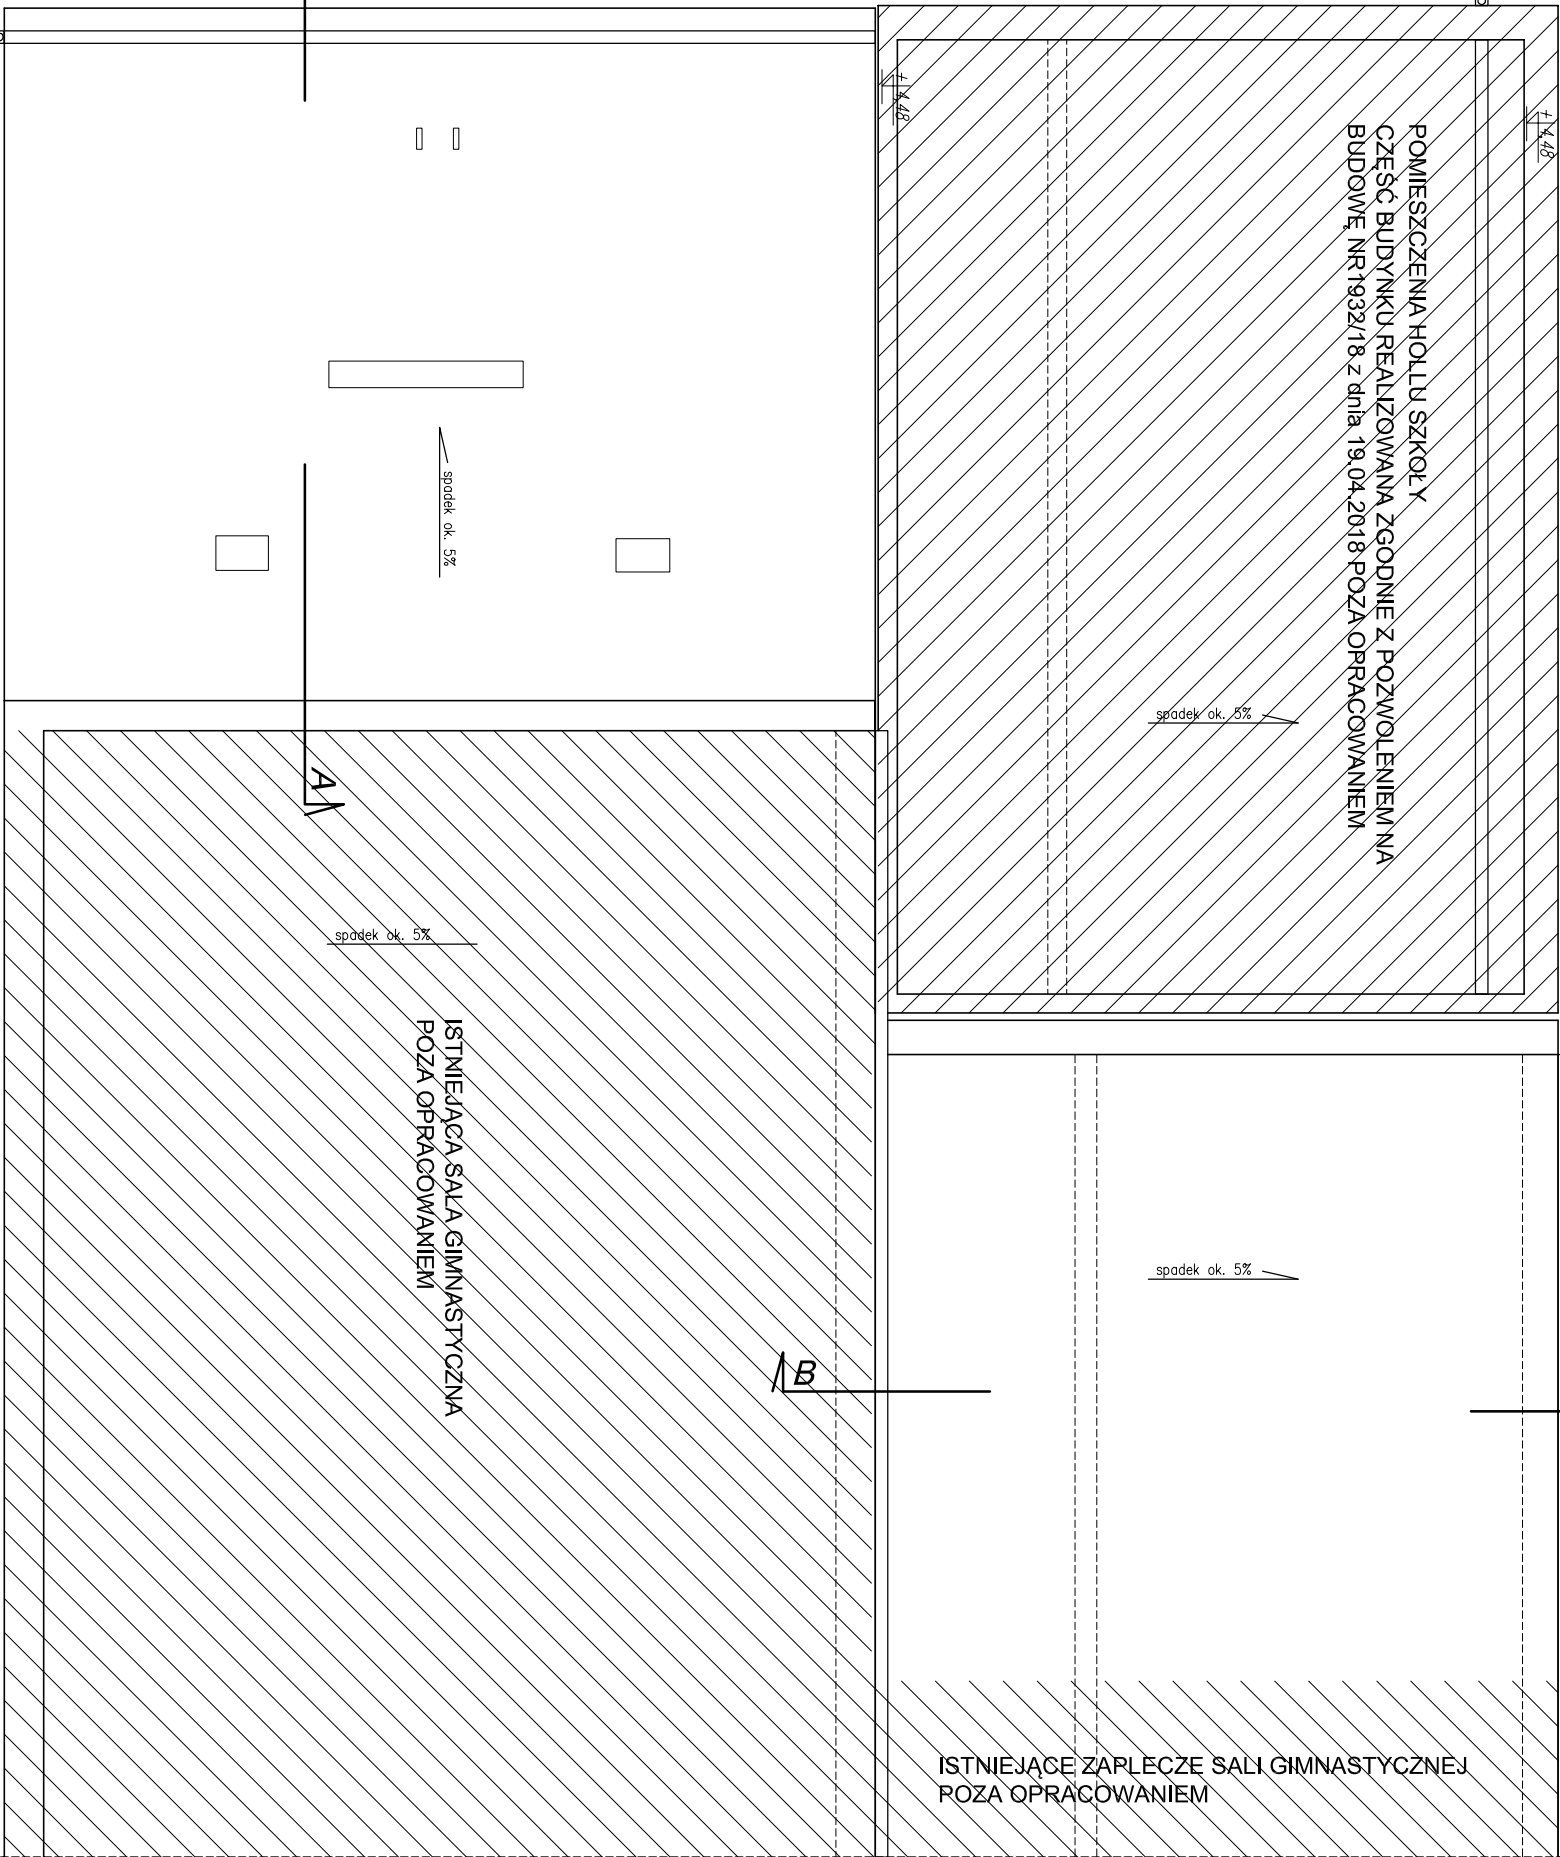 + 4,48
+ 4,48
POMIESZCZENIA HOLLU SZKOŁY
CZĘŚĆ BUDYNKU REALIZOWANA ZGODNIE Z POZWOLENIEM NA
BUDOWĘ NR1932/18 z dnia 19.04.2018 POZA OPRACOWANIEM
spadek ok. 5%
spadek ok. 5%
A
spadek ok. 5%
ISTNIEJĄCA SALA GIMNASTYCZNA
POZA OPRACOWANIEM
spadek ok. 5%
B
ISTNIEJĄCE ZAPLECZE SALI GIMNASTYCZNEJ
POZA OPRACOWANIEM